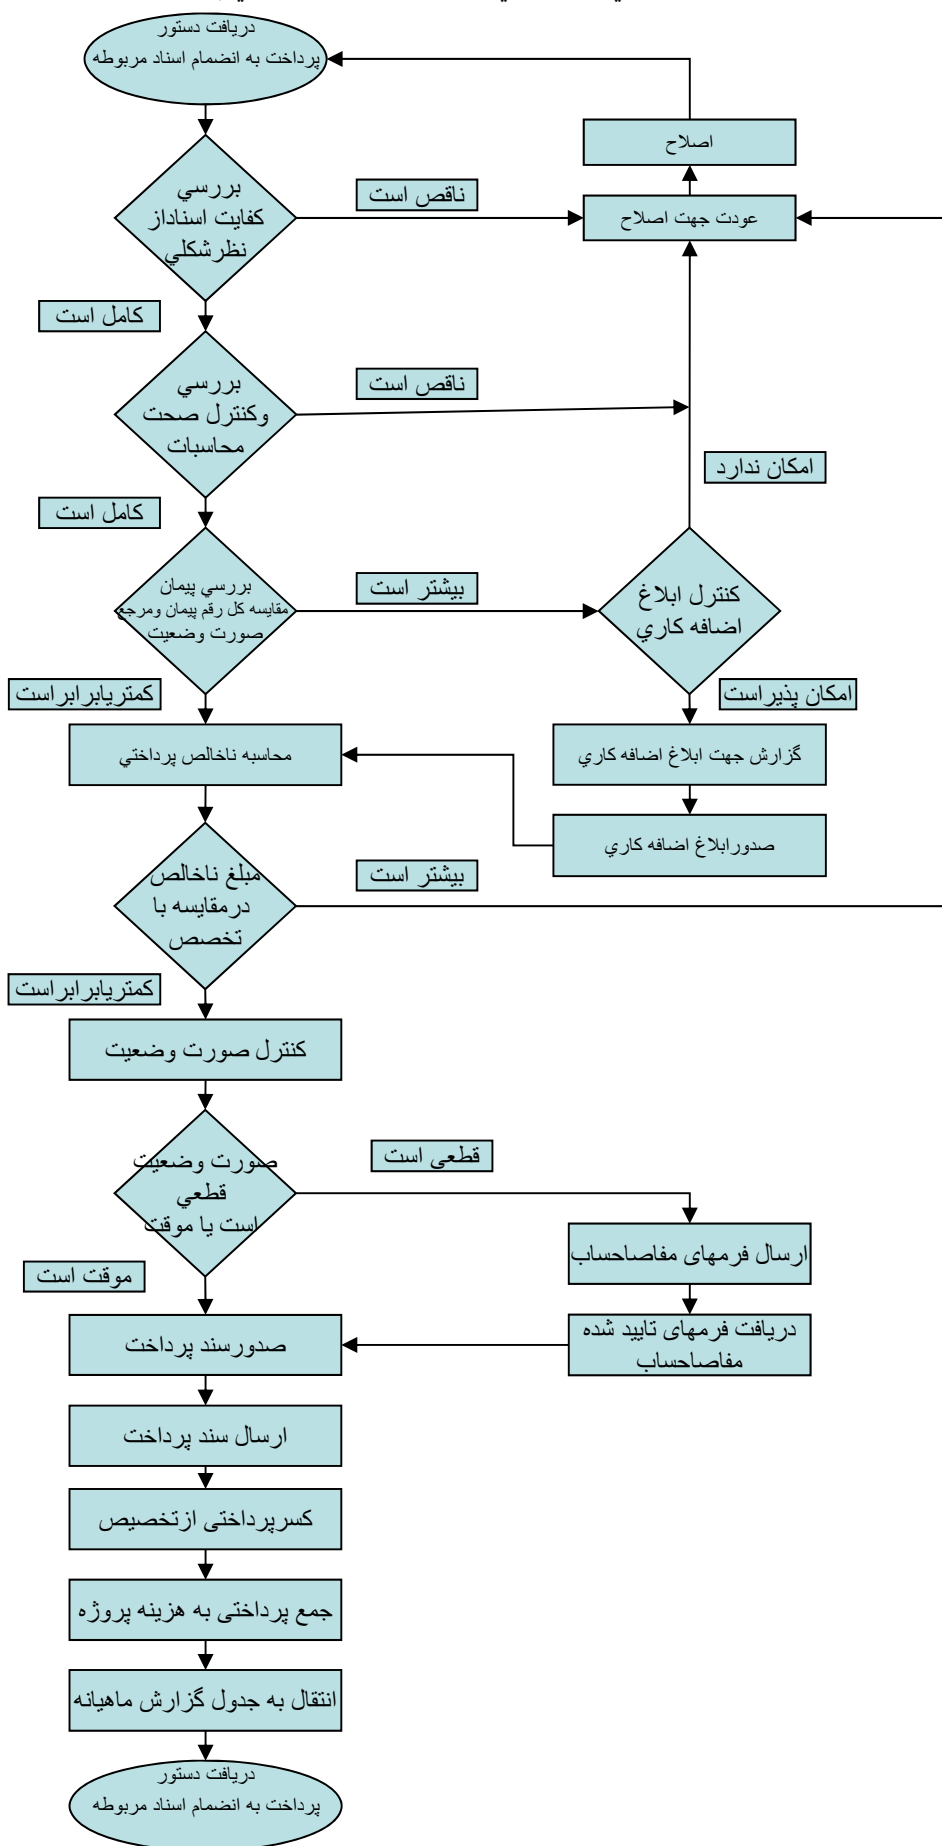 دريافت دستور
پرداخت به انضمام اسناد مربوطه
اصلاح
بررسي
كفايت اسناداز
نظرشكلي
ناقص است
عودت جهت اصلاح
كامل است
بررسي
وكنترل صحت
محاسبات
ناقص است
امكان ندارد
كامل است
بررسي پيمان
مقايسه كل رقم پيمان ومرجع
صورت وضعيت
بيشتر است
كنترل ابلاغ
اضافه كاري
كمتريابرابراست
امكان پذيراست
محاسبه ناخالص پرداختي
گزارش جهت ابلاغ اضافه كاري
صدورابلاغ اضافه كاري
مبلغ ناخالص
درمقايسه با
تخصص
بيشتر است
كمتريابرابراست
كنترل صورت وضعيت
صورت وضعيت
قطعي
است يا موقت
قطعی است
ارسال فرمهای مفاصاحساب
موقت است
صدورسند پرداخت
دريافت فرمهای تاييد شده
مفاصاحساب
ارسال سند پرداخت
كسرپرداختی ازتخصيص
جمع پرداختی به هزينه پروژه
انتقال به جدول گزارش ماهيانه
دريافت دستور
پرداخت به انضمام اسناد مربوطه